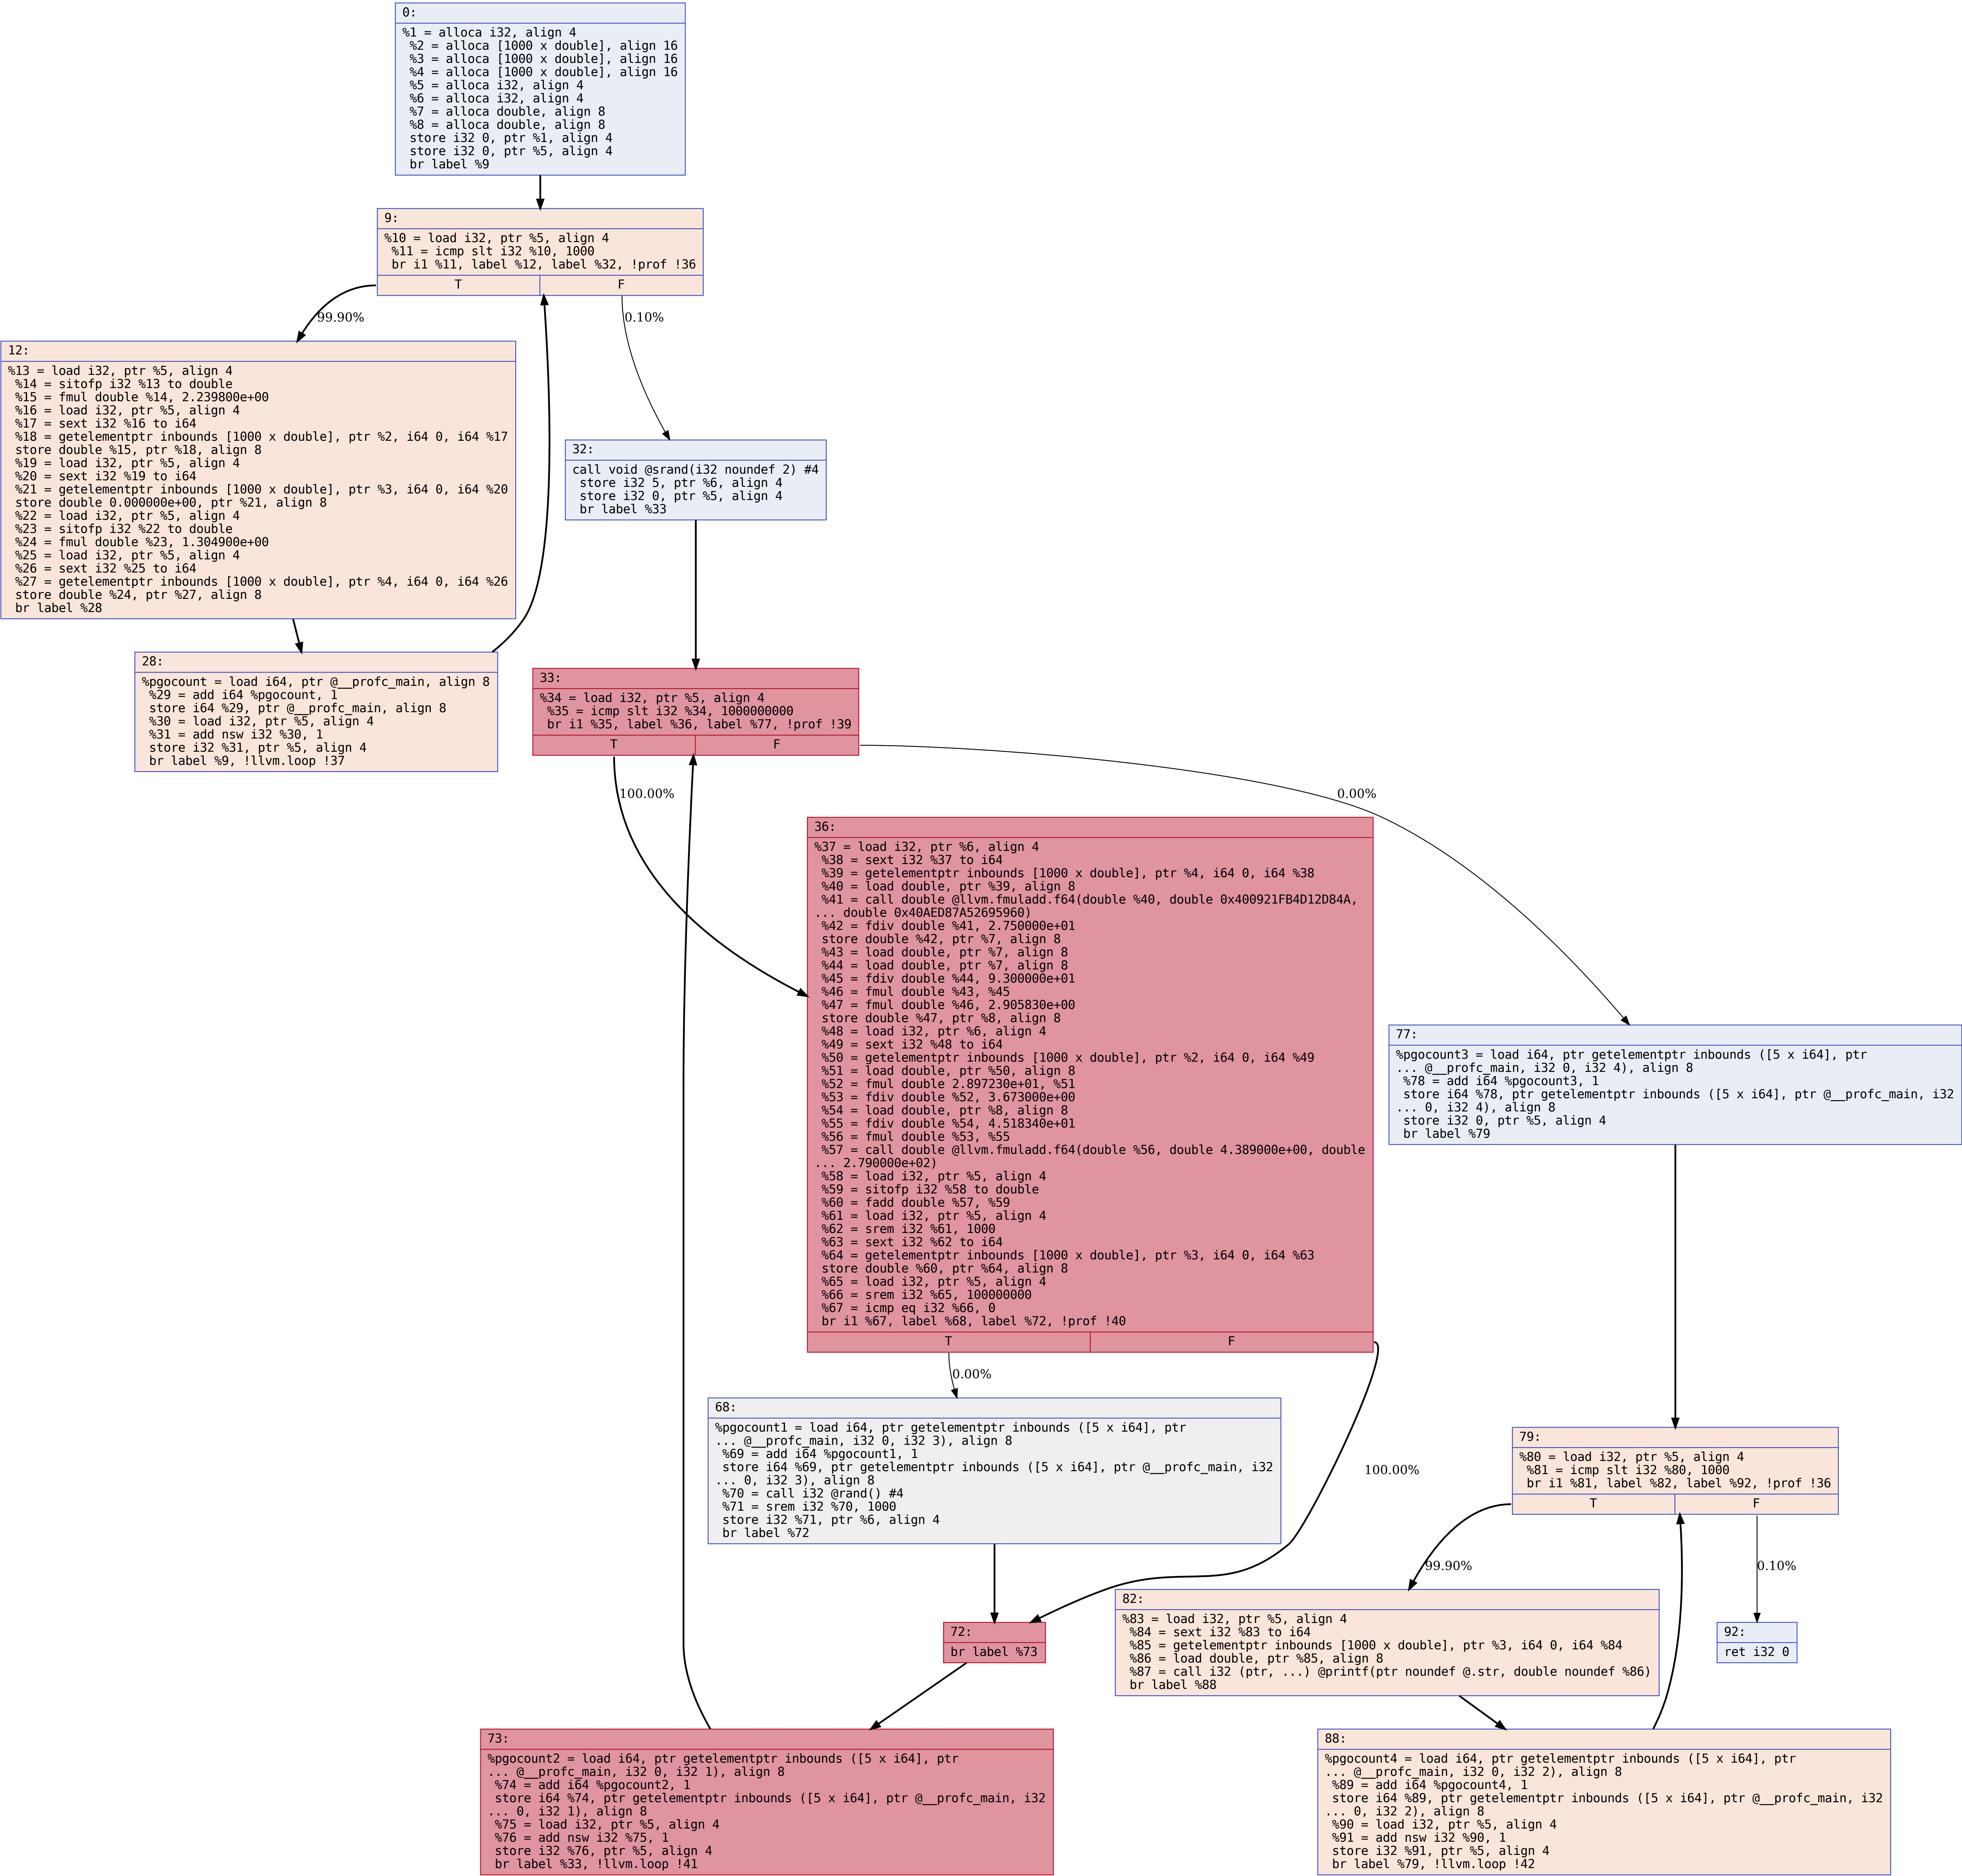 0:
%1 = alloca i32, align 4
%2 = alloca [1000 x double], align 16
%3 = alloca [1000 x double], align 16
%4 = alloca [1000 x double], align 16
%5 = alloca i32, align 4
%6 = alloca i32, align 4
%7 = alloca double, align 8
%8 = alloca double, align 8
store i32 0, ptr %1, align 4
store i32 0, ptr %5, align 4
br label %9
9:
%10 = load i32, ptr %5, align 4
%11 = icmp slt i32 %10, 1000
br i1 %11, label %12, label %32, !prof !36
T
F
99.90%
0.10%
12:
%13 = load i32, ptr %5, align 4
%14 = sitofp i32 %13 to double
%15 = fmul double %14, 2.239800e+00
%16 = load i32, ptr %5, align 4
%17 = sext i32 %16 to i64
%18 = getelementptr inbounds [1000 x double], ptr %2, i64 0, i64 %17
store double %15, ptr %18, align 8
%19 = load i32, ptr %5, align 4
%20 = sext i32 %19 to i64
%21 = getelementptr inbounds [1000 x double], ptr %3, i64 0, i64 %20
store double 0.000000e+00, ptr %21, align 8
%22 = load i32, ptr %5, align 4
%23 = sitofp i32 %22 to double
%24 = fmul double %23, 1.304900e+00
%25 = load i32, ptr %5, align 4
%26 = sext i32 %25 to i64
%27 = getelementptr inbounds [1000 x double], ptr %4, i64 0, i64 %26
store double %24, ptr %27, align 8
br label %28
32:
call void @srand(i32 noundef 2) #4
store i32 5, ptr %6, align 4
store i32 0, ptr %5, align 4
br label %33
28:
%pgocount = load i64, ptr @__profc_main, align 8
%29 = add i64 %pgocount, 1
store i64 %29, ptr @__profc_main, align 8
%30 = load i32, ptr %5, align 4
%31 = add nsw i32 %30, 1
store i32 %31, ptr %5, align 4
br label %9, !llvm.loop !37
33:
%34 = load i32, ptr %5, align 4
%35 = icmp slt i32 %34, 1000000000
br i1 %35, label %36, label %77, !prof !39
T
F
100.00%
0.00%
36:
%37 = load i32, ptr %6, align 4
%38 = sext i32 %37 to i64
%39 = getelementptr inbounds [1000 x double], ptr %4, i64 0, i64 %38
%40 = load double, ptr %39, align 8
%41 = call double @llvm.fmuladd.f64(double %40, double 0x400921FB4D12D84A,
... double 0x40AED87A52695960)
%42 = fdiv double %41, 2.750000e+01
store double %42, ptr %7, align 8
%43 = load double, ptr %7, align 8
%44 = load double, ptr %7, align 8
%45 = fdiv double %44, 9.300000e+01
%46 = fmul double %43, %45
%47 = fmul double %46, 2.905830e+00
store double %47, ptr %8, align 8
%48 = load i32, ptr %6, align 4
%49 = sext i32 %48 to i64
%50 = getelementptr inbounds [1000 x double], ptr %2, i64 0, i64 %49
%51 = load double, ptr %50, align 8
%52 = fmul double 2.897230e+01, %51
%53 = fdiv double %52, 3.673000e+00
%54 = load double, ptr %8, align 8
%55 = fdiv double %54, 4.518340e+01
%56 = fmul double %53, %55
%57 = call double @llvm.fmuladd.f64(double %56, double 4.389000e+00, double
... 2.790000e+02)
%58 = load i32, ptr %5, align 4
%59 = sitofp i32 %58 to double
%60 = fadd double %57, %59
%61 = load i32, ptr %5, align 4
%62 = srem i32 %61, 1000
%63 = sext i32 %62 to i64
%64 = getelementptr inbounds [1000 x double], ptr %3, i64 0, i64 %63
store double %60, ptr %64, align 8
%65 = load i32, ptr %5, align 4
%66 = srem i32 %65, 100000000
%67 = icmp eq i32 %66, 0
br i1 %67, label %68, label %72, !prof !40
T
F
0.00%
100.00%
77:
%pgocount3 = load i64, ptr getelementptr inbounds ([5 x i64], ptr
... @__profc_main, i32 0, i32 4), align 8
%78 = add i64 %pgocount3, 1
store i64 %78, ptr getelementptr inbounds ([5 x i64], ptr @__profc_main, i32
... 0, i32 4), align 8
store i32 0, ptr %5, align 4
br label %79
68:
%pgocount1 = load i64, ptr getelementptr inbounds ([5 x i64], ptr
... @__profc_main, i32 0, i32 3), align 8
%69 = add i64 %pgocount1, 1
store i64 %69, ptr getelementptr inbounds ([5 x i64], ptr @__profc_main, i32
... 0, i32 3), align 8
%70 = call i32 @rand() #4
%71 = srem i32 %70, 1000
store i32 %71, ptr %6, align 4
br label %72
79:
%80 = load i32, ptr %5, align 4
%81 = icmp slt i32 %80, 1000
br i1 %81, label %82, label %92, !prof !36
T
F
99.90%
0.10%
72:
br label %73
82:
%83 = load i32, ptr %5, align 4
%84 = sext i32 %83 to i64
%85 = getelementptr inbounds [1000 x double], ptr %3, i64 0, i64 %84
%86 = load double, ptr %85, align 8
%87 = call i32 (ptr, ...) @printf(ptr noundef @.str, double noundef %86)
br label %88
92:
ret i32 0
73:
%pgocount2 = load i64, ptr getelementptr inbounds ([5 x i64], ptr
... @__profc_main, i32 0, i32 1), align 8
%74 = add i64 %pgocount2, 1
store i64 %74, ptr getelementptr inbounds ([5 x i64], ptr @__profc_main, i32
... 0, i32 1), align 8
%75 = load i32, ptr %5, align 4
%76 = add nsw i32 %75, 1
store i32 %76, ptr %5, align 4
br label %33, !llvm.loop !41
88:
%pgocount4 = load i64, ptr getelementptr inbounds ([5 x i64], ptr
... @__profc_main, i32 0, i32 2), align 8
%89 = add i64 %pgocount4, 1
store i64 %89, ptr getelementptr inbounds ([5 x i64], ptr @__profc_main, i32
... 0, i32 2), align 8
%90 = load i32, ptr %5, align 4
%91 = add nsw i32 %90, 1
store i32 %91, ptr %5, align 4
br label %79, !llvm.loop !42